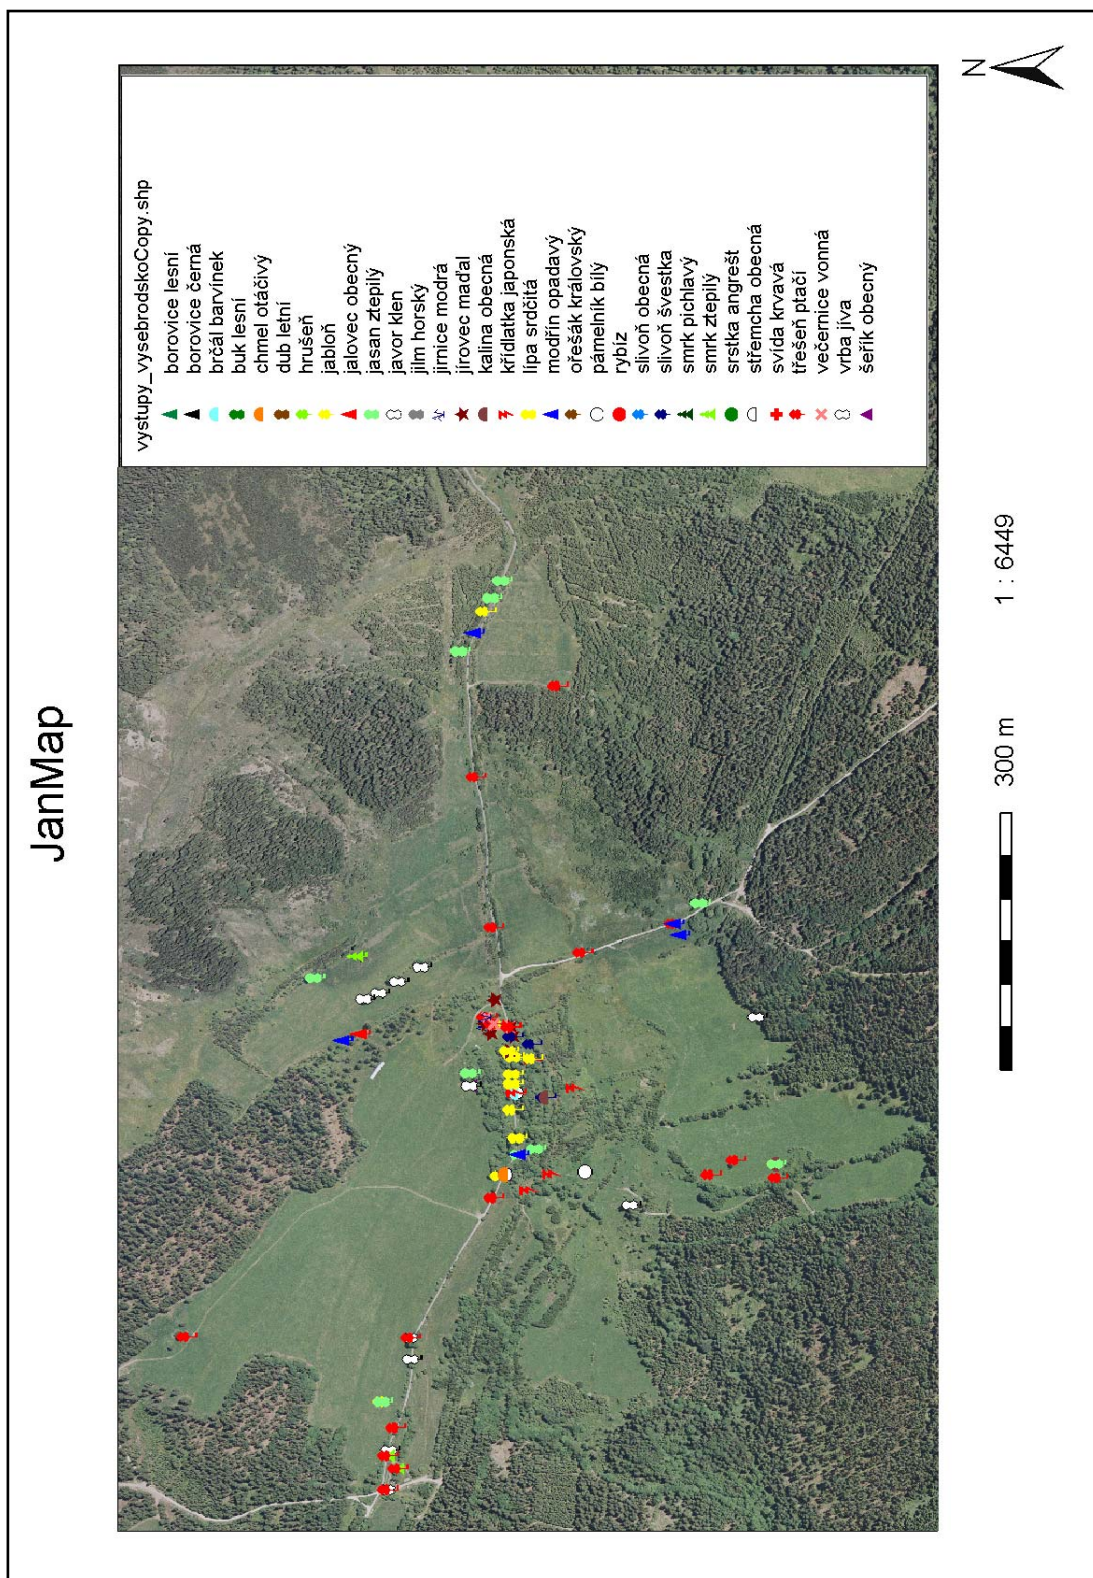 JanMap
N
vystupy_vysebrodskoCopy.shp
borovice lesní
borovice černá
brčál barvínek
buk lesní
chmel otáčivý
dub letní
hrušeň
jabloň
jalovec obecný
jasan ztepilý
javor klen
jilm horský
jirnice modrá
jírovec maďal
kalina obecná
křídlatka japonská
lípa srdčitá
modřín opadavý
ořešák královský
pámelník bílý
rybíz
slivoň obecná
slivoň švestka
smrk pichlavý
smrk ztepilý
srstka angrešt
střemcha obecná
svída krvavá
třešeň ptačí
večernice vonná
vrba jíva
šeřík obecný
300 m
1 : 6449